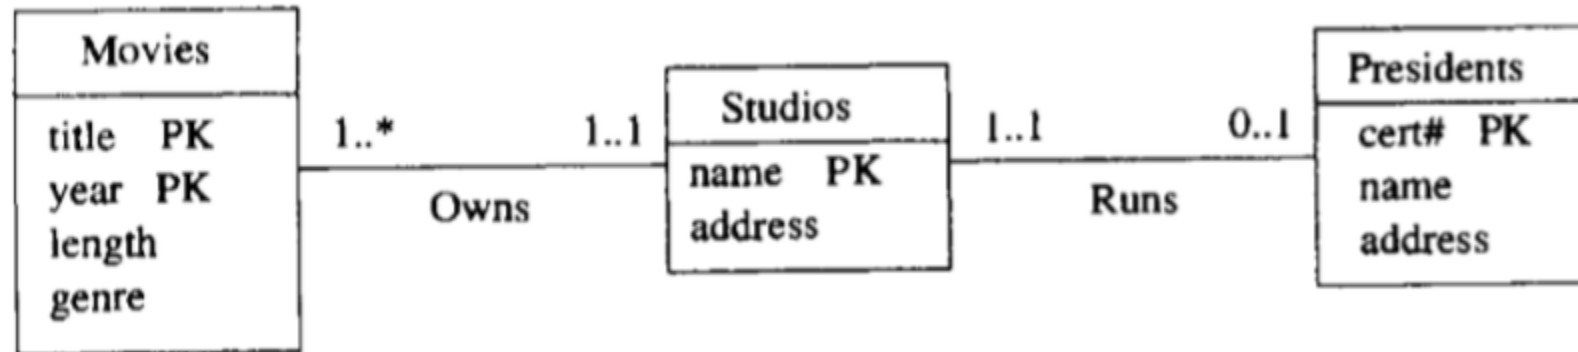 Movies
title PK
year PK
length
genre
1..*
1..1
Owns
Studios
name PK
address
1..1
0..1
Runs
Presidents
cert# PK
name
address